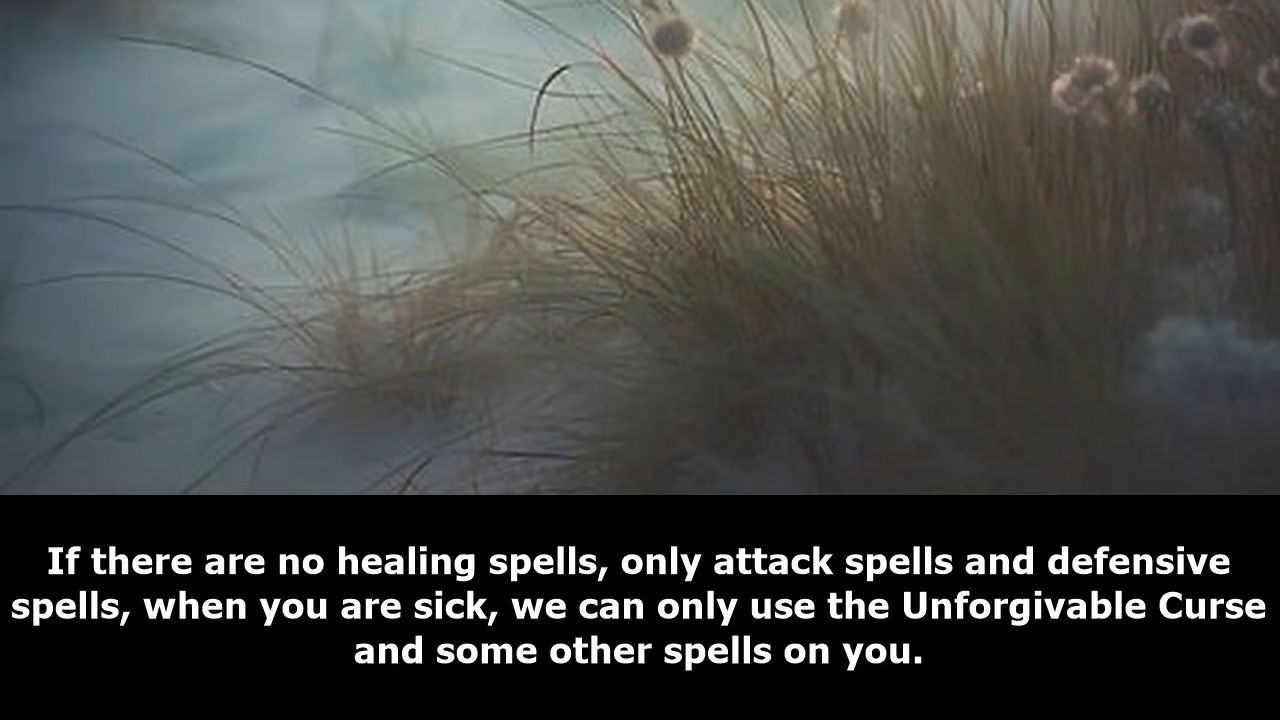 If there are no healing spells, only attack spells and defensive
spells, when you are sick, we can only use the Unforgivable Curse
and some other spells on you.